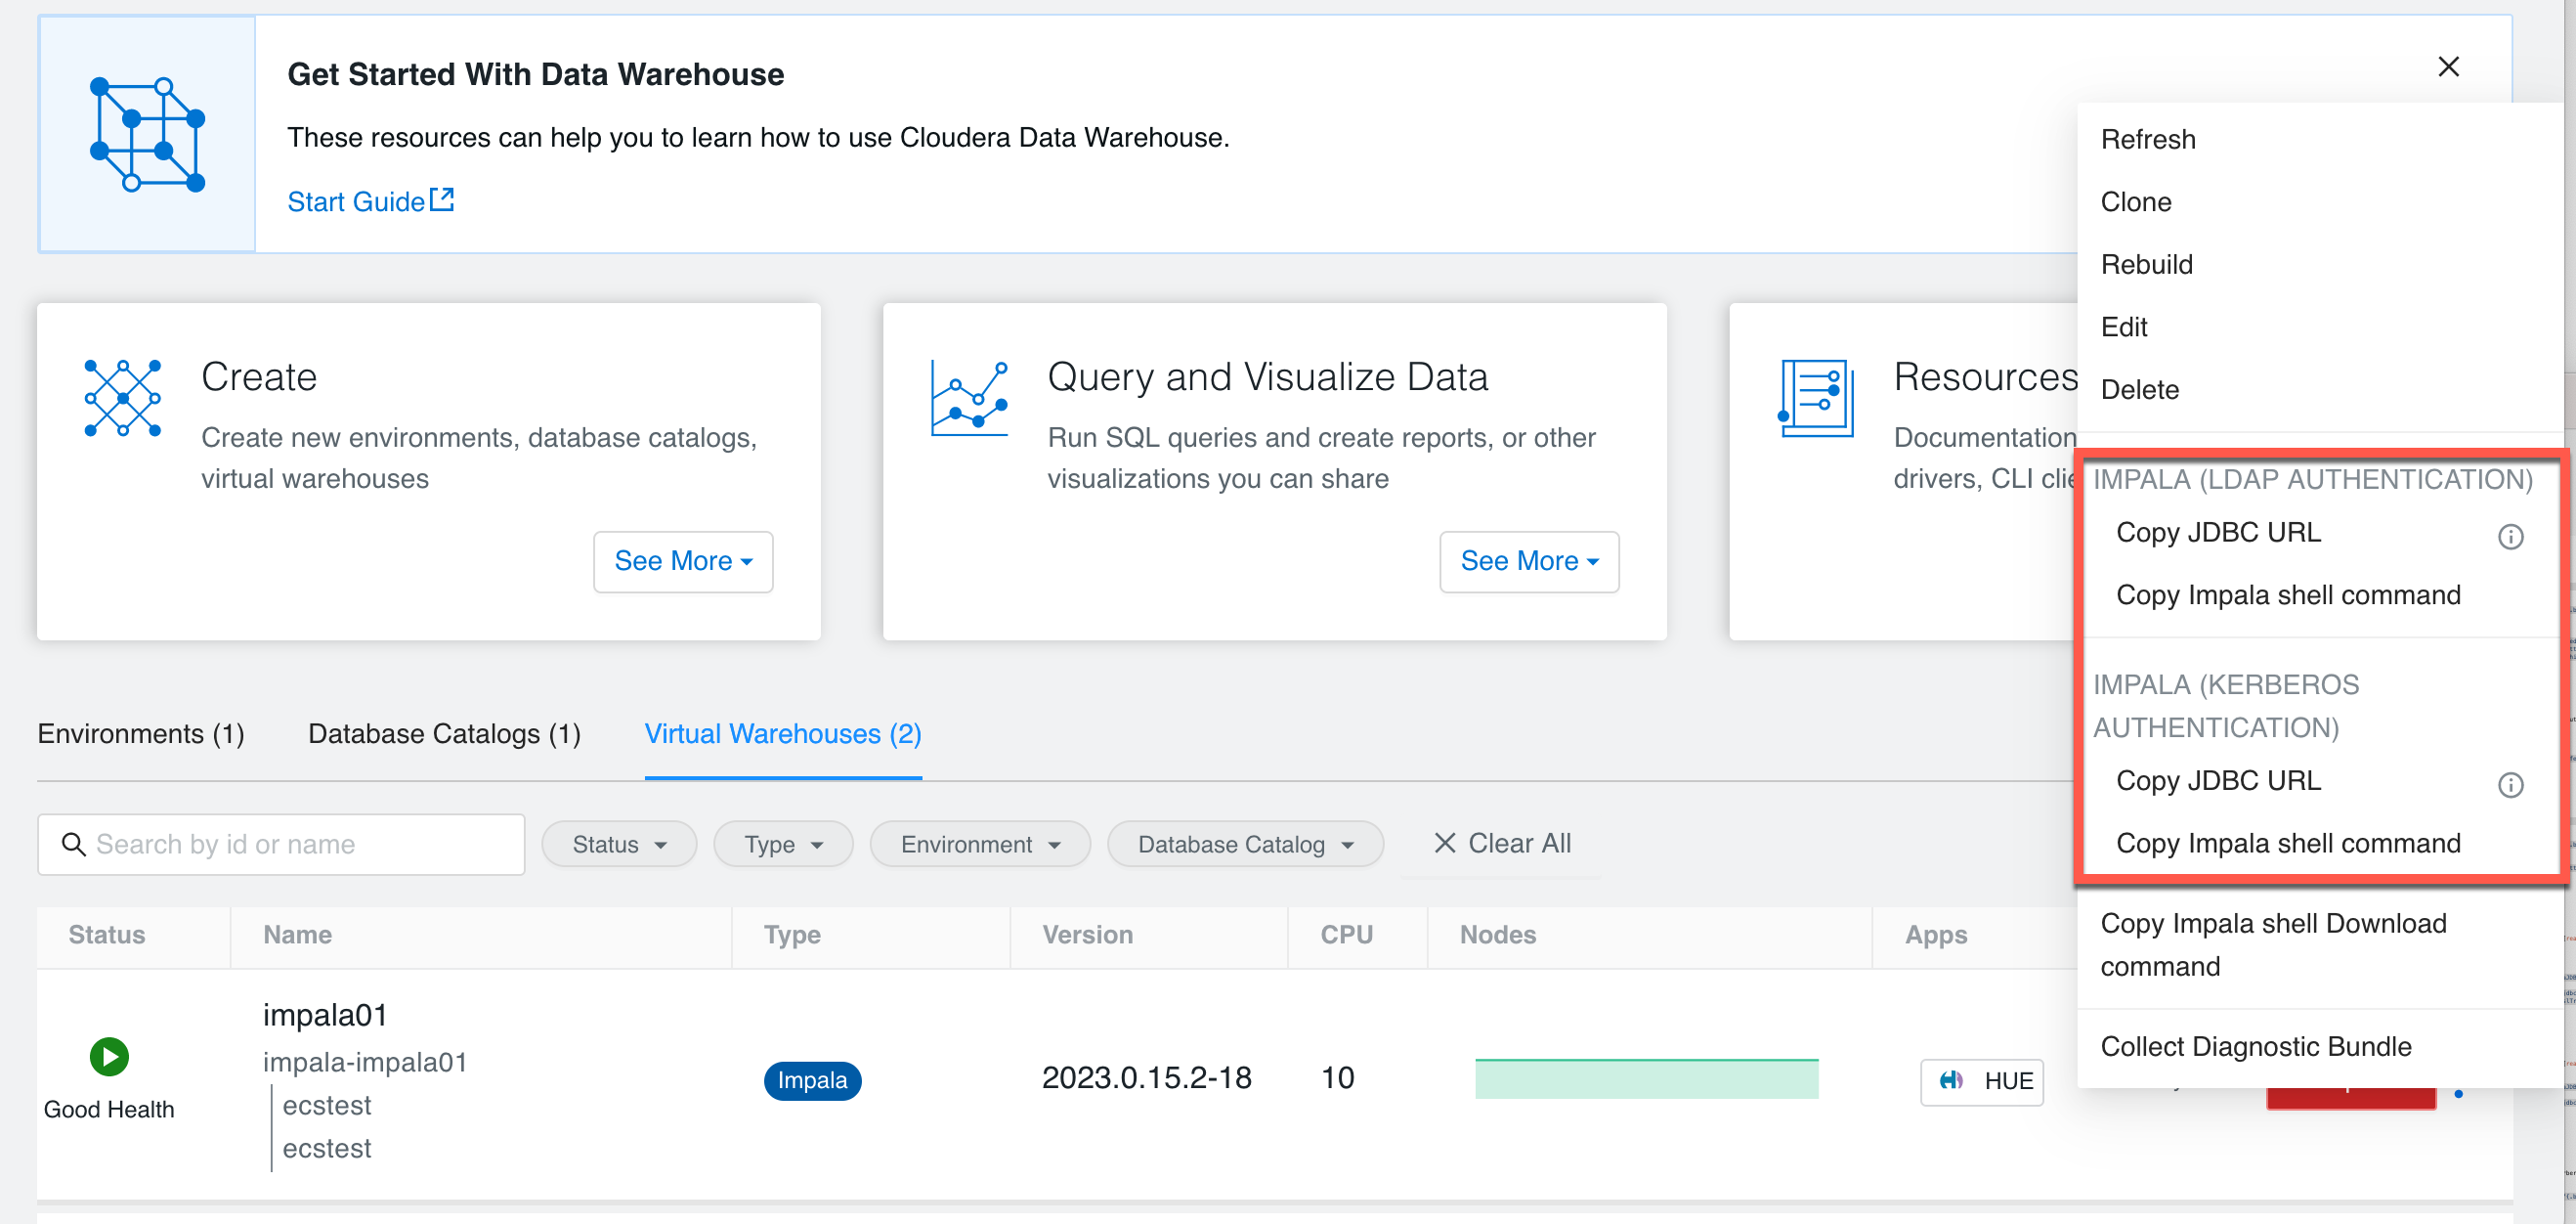 Get Started With Data Warehouse
These resources can help you to learn how to use Cloudera Data Warehouse.
Start Guide
Create
Create new environments, database catalogs,
virtual warehouses
See More
Query and Visualize Data
Run SQL queries and create reports, or other
visualizations you can share
See More
Resources
Documentation
drivers, CLI
Refresh
Clone
Rebuild
Edit
Delete
IMPALA (LDAP AUTHENTICATION)
Copy JDBC URL
Copy Impala shell command
IMPALA (KERBEROS
AUTHENTICATION)
Copy JDBC URL
Copy Impala shell command
Copy Impala shell Download
command
Collect Diagnostic Bundle
Environments (1) Database Catalogs (1) Virtual Warehouses (2)
Search by id or name Status Type Environment Database Catalog Clear All
Status Name Type Version CPU Nodes Apps
Good Health
impala01
impala-impala01
ecstest
ecstest
Impala 2023.0.15.2-18 10 HUE